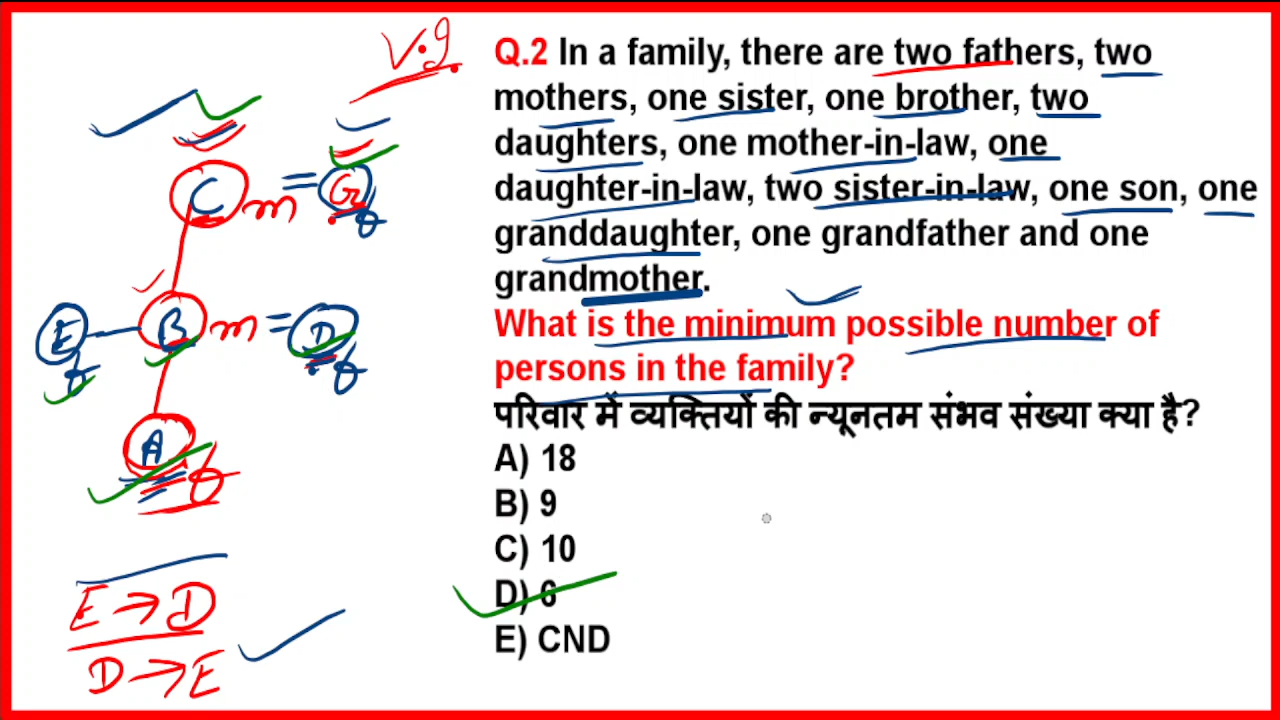 V.g
Q.2 In a family, there are two fathers, two
mothers, one sister, one brother, two
daughters, one mother-in-law, one
daughter-in-law, two sister-in-law, one son, one
granddaughter, one grandfather and one
grandmother.
What is the minimum possible number of
persons in the family?
परिवार में व्यक्तियों की न्यूनतम संभव संख्या क्या है?
A) 18
B) 9
C) 10
D) 6
E) CND
C m = G f
E f - B m = D f
A f
E → D
D → E